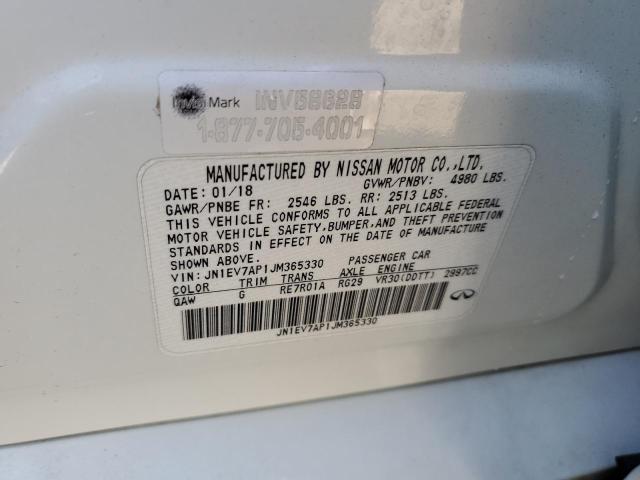 InvisiMark INV58628
1-877-705-4001
MANUFACTURED BY NISSAN MOTOR CO.,LTD.
DATE: 01/18 GVWR/PNBV: 4980 LBS.
GAWR/PNBE FR: 2546 LBS. RR: 2513 LBS.
THIS VEHICLE CONFORMS TO ALL APPLICABLE FEDERAL
MOTOR VEHICLE SAFETY,BUMPER,AND THEFT PREVENTION
STANDARDS IN EFFECT ON THE DATE OF MANUFACTURE
SHOWN ABOVE.
VIN: JN1EV7AP1JM365330 PASSENGER CAR
COLOR TRIM TRANS AXLE ENGINE
QAW G RE7R01A RG29 VR30(DDTT) 2997CC
JN1EV7AP1JM365330